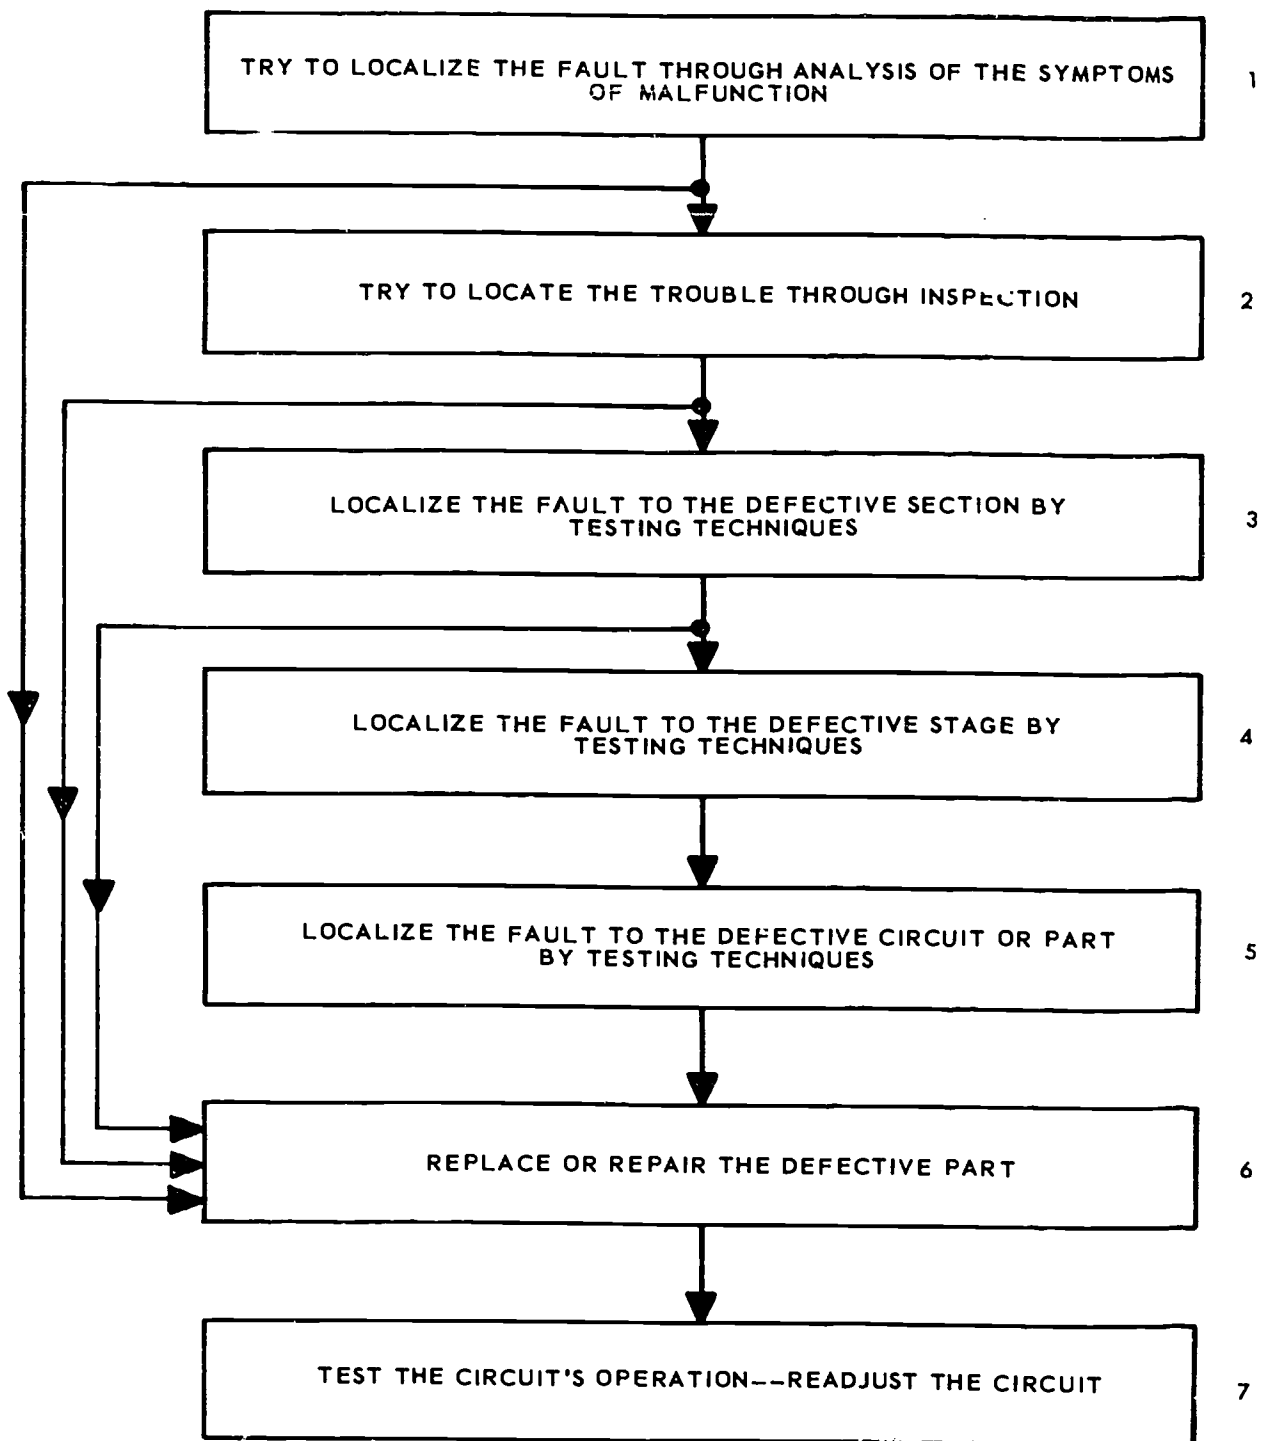 TRY TO LOCALIZE THE FAULT THROUGH ANALYSIS OF THE SYMPTOMS
OF MALFUNCTION
1
TRY TO LOCATE THE TROUBLE THROUGH INSPECTION
2
LOCALIZE THE FAULT TO THE DEFECTIVE SECTION BY
TESTING TECHNIQUES
3
LOCALIZE THE FAULT TO THE DEFECTIVE STAGE BY
TESTING TECHNIQUES
4
LOCALIZE THE FAULT TO THE DEFECTIVE CIRCUIT OR PART
BY TESTING TECHNIQUES
5
REPLACE OR REPAIR THE DEFECTIVE PART
6
TEST THE CIRCUIT'S OPERATION--READJUST THE CIRCUIT
7